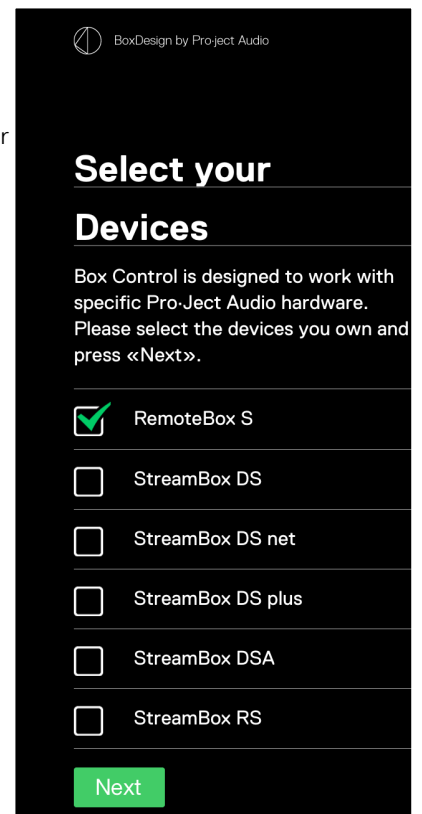 BoxDesign by Pro·ject Audio
r
Select your
Devices
Box Control is designed to work with
specific Pro·Ject Audio hardware.
Please select the devices you own and
press «Next».
RemoteBox S
StreamBox DS
StreamBox DS net
StreamBox DS plus
StreamBox DSA
StreamBox RS
Next